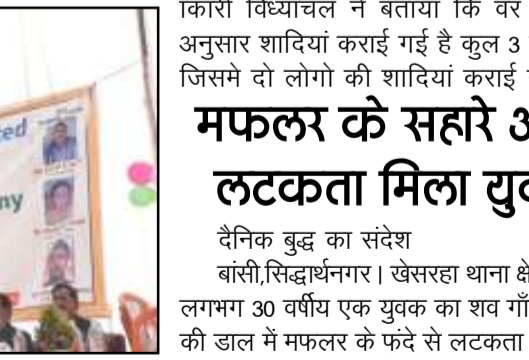 ced
ny
कारी विंध्याचल ने बताया कि वर
अनुसार शादियां कराई गई है कुल 3
जिसमे दो लोगो की शादियां कराई
मफलर के सहारे
लटकता मिला
दैनिक बुद्ध का संदेश
बांसी,सिद्धार्थनगर। खेसरहा थाना क्षे
लगभग 30 वर्षीय एक युवक का शव गाँ
की डाल में मफलर के फंदे से लटकता